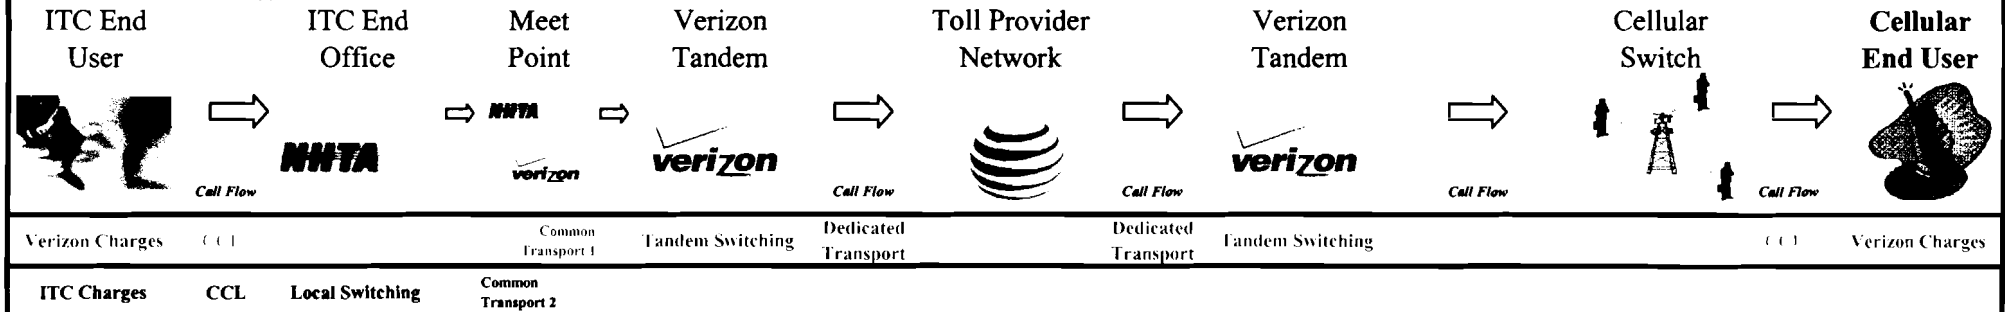 ITC End User
ITC End Office
Meet Point
Verizon Tandem
Toll Provider Network
Verizon Tandem
Cellular Switch
Cellular End User
NHTA
NHTA
verizon
verizon
verizon
Call Flow
Call Flow
Call Flow
Call Flow
Call Flow
Verizon Charges
Common Transport 1
Tandem Switching
Dedicated Transport
Dedicated Transport
Tandem Switching
Verizon Charges
ITC Charges
CCL
Local Switching
Common Transport 2